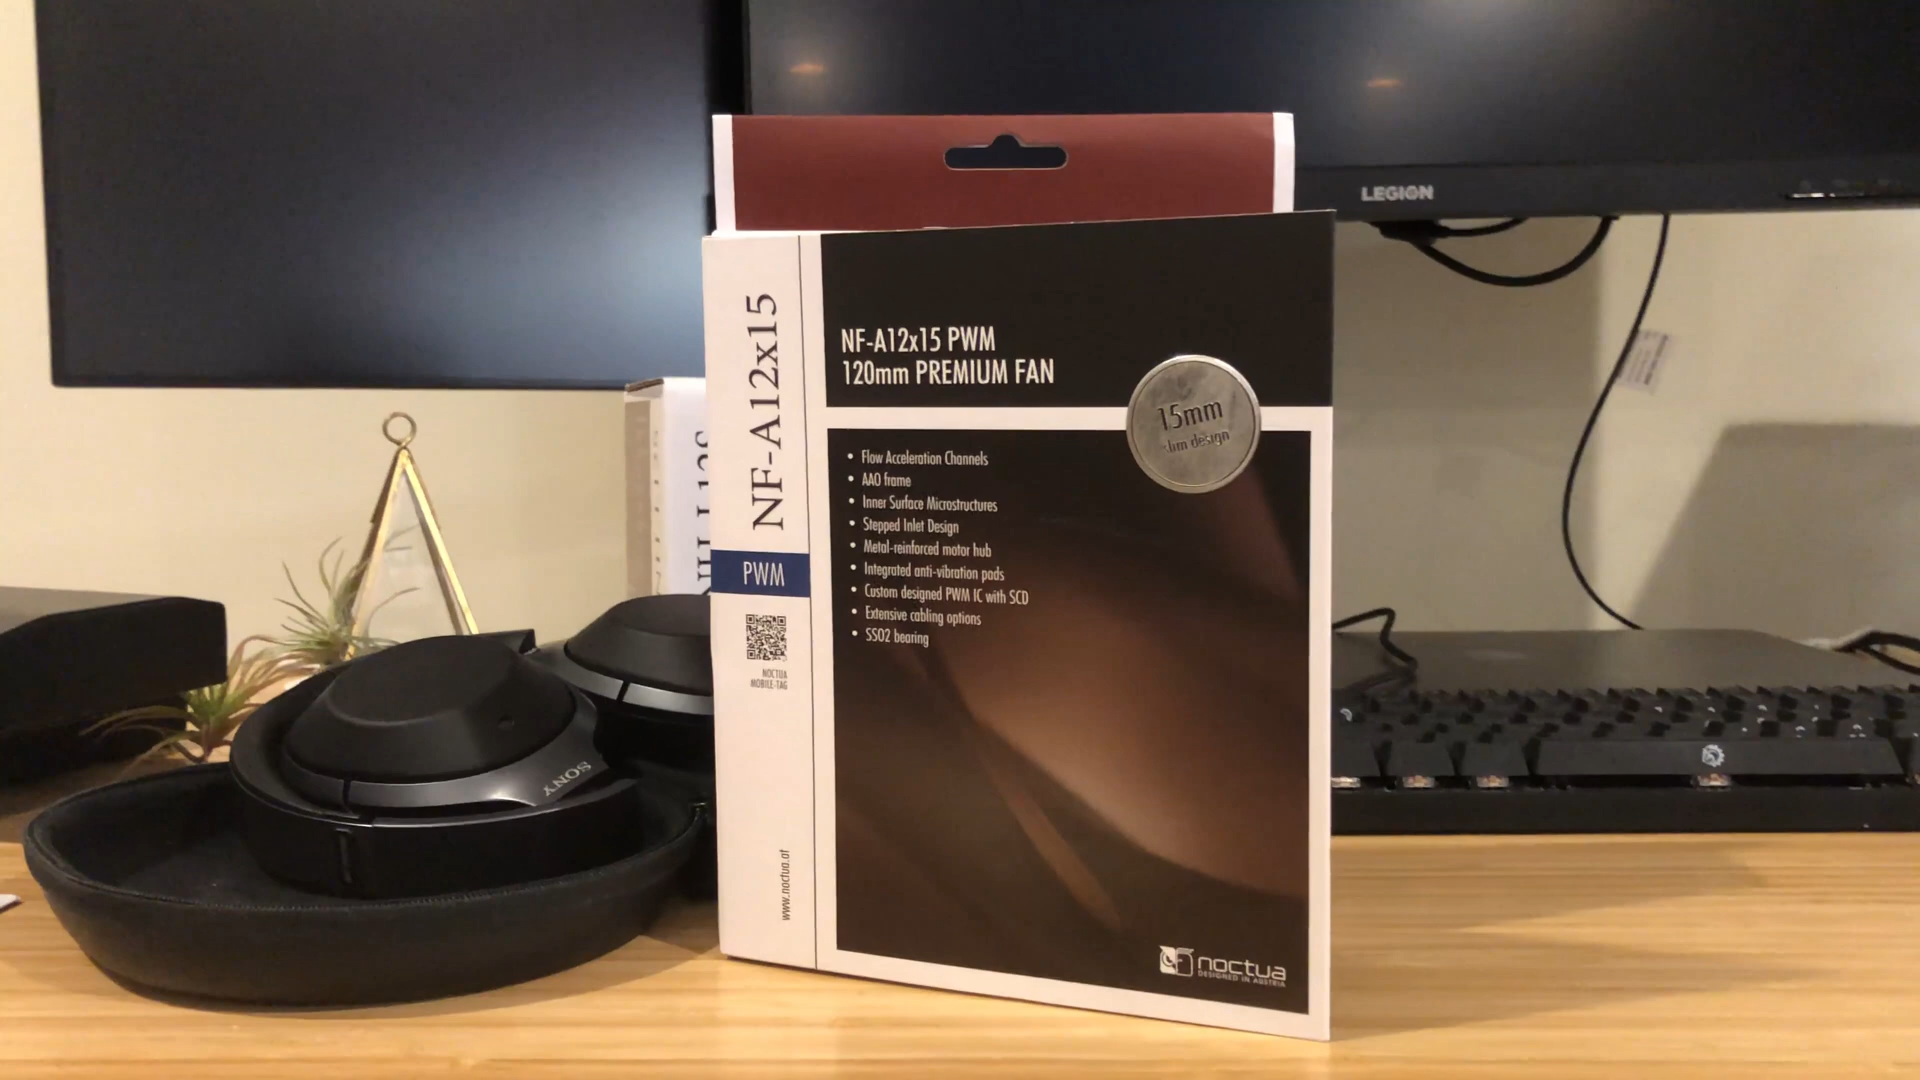 LEGION
NF-A12x15
PWM
NOCTUA
MOBILE-TAG
www.noctua.at
NF-A12x15 PWM
120mm PREMIUM FAN
15mm
slim design
• Flow Acceleration Channels
• AAO frame
• Inner Surface Microstructures
• Stepped Inlet Design
• Metal-reinforced motor hub
• Integrated anti-vibration pads
• Custom designed PWM IC with SCD
• Extensive cabling options
• SSO2 bearing
noctua
DESIGNED IN AUSTRIA
SONY